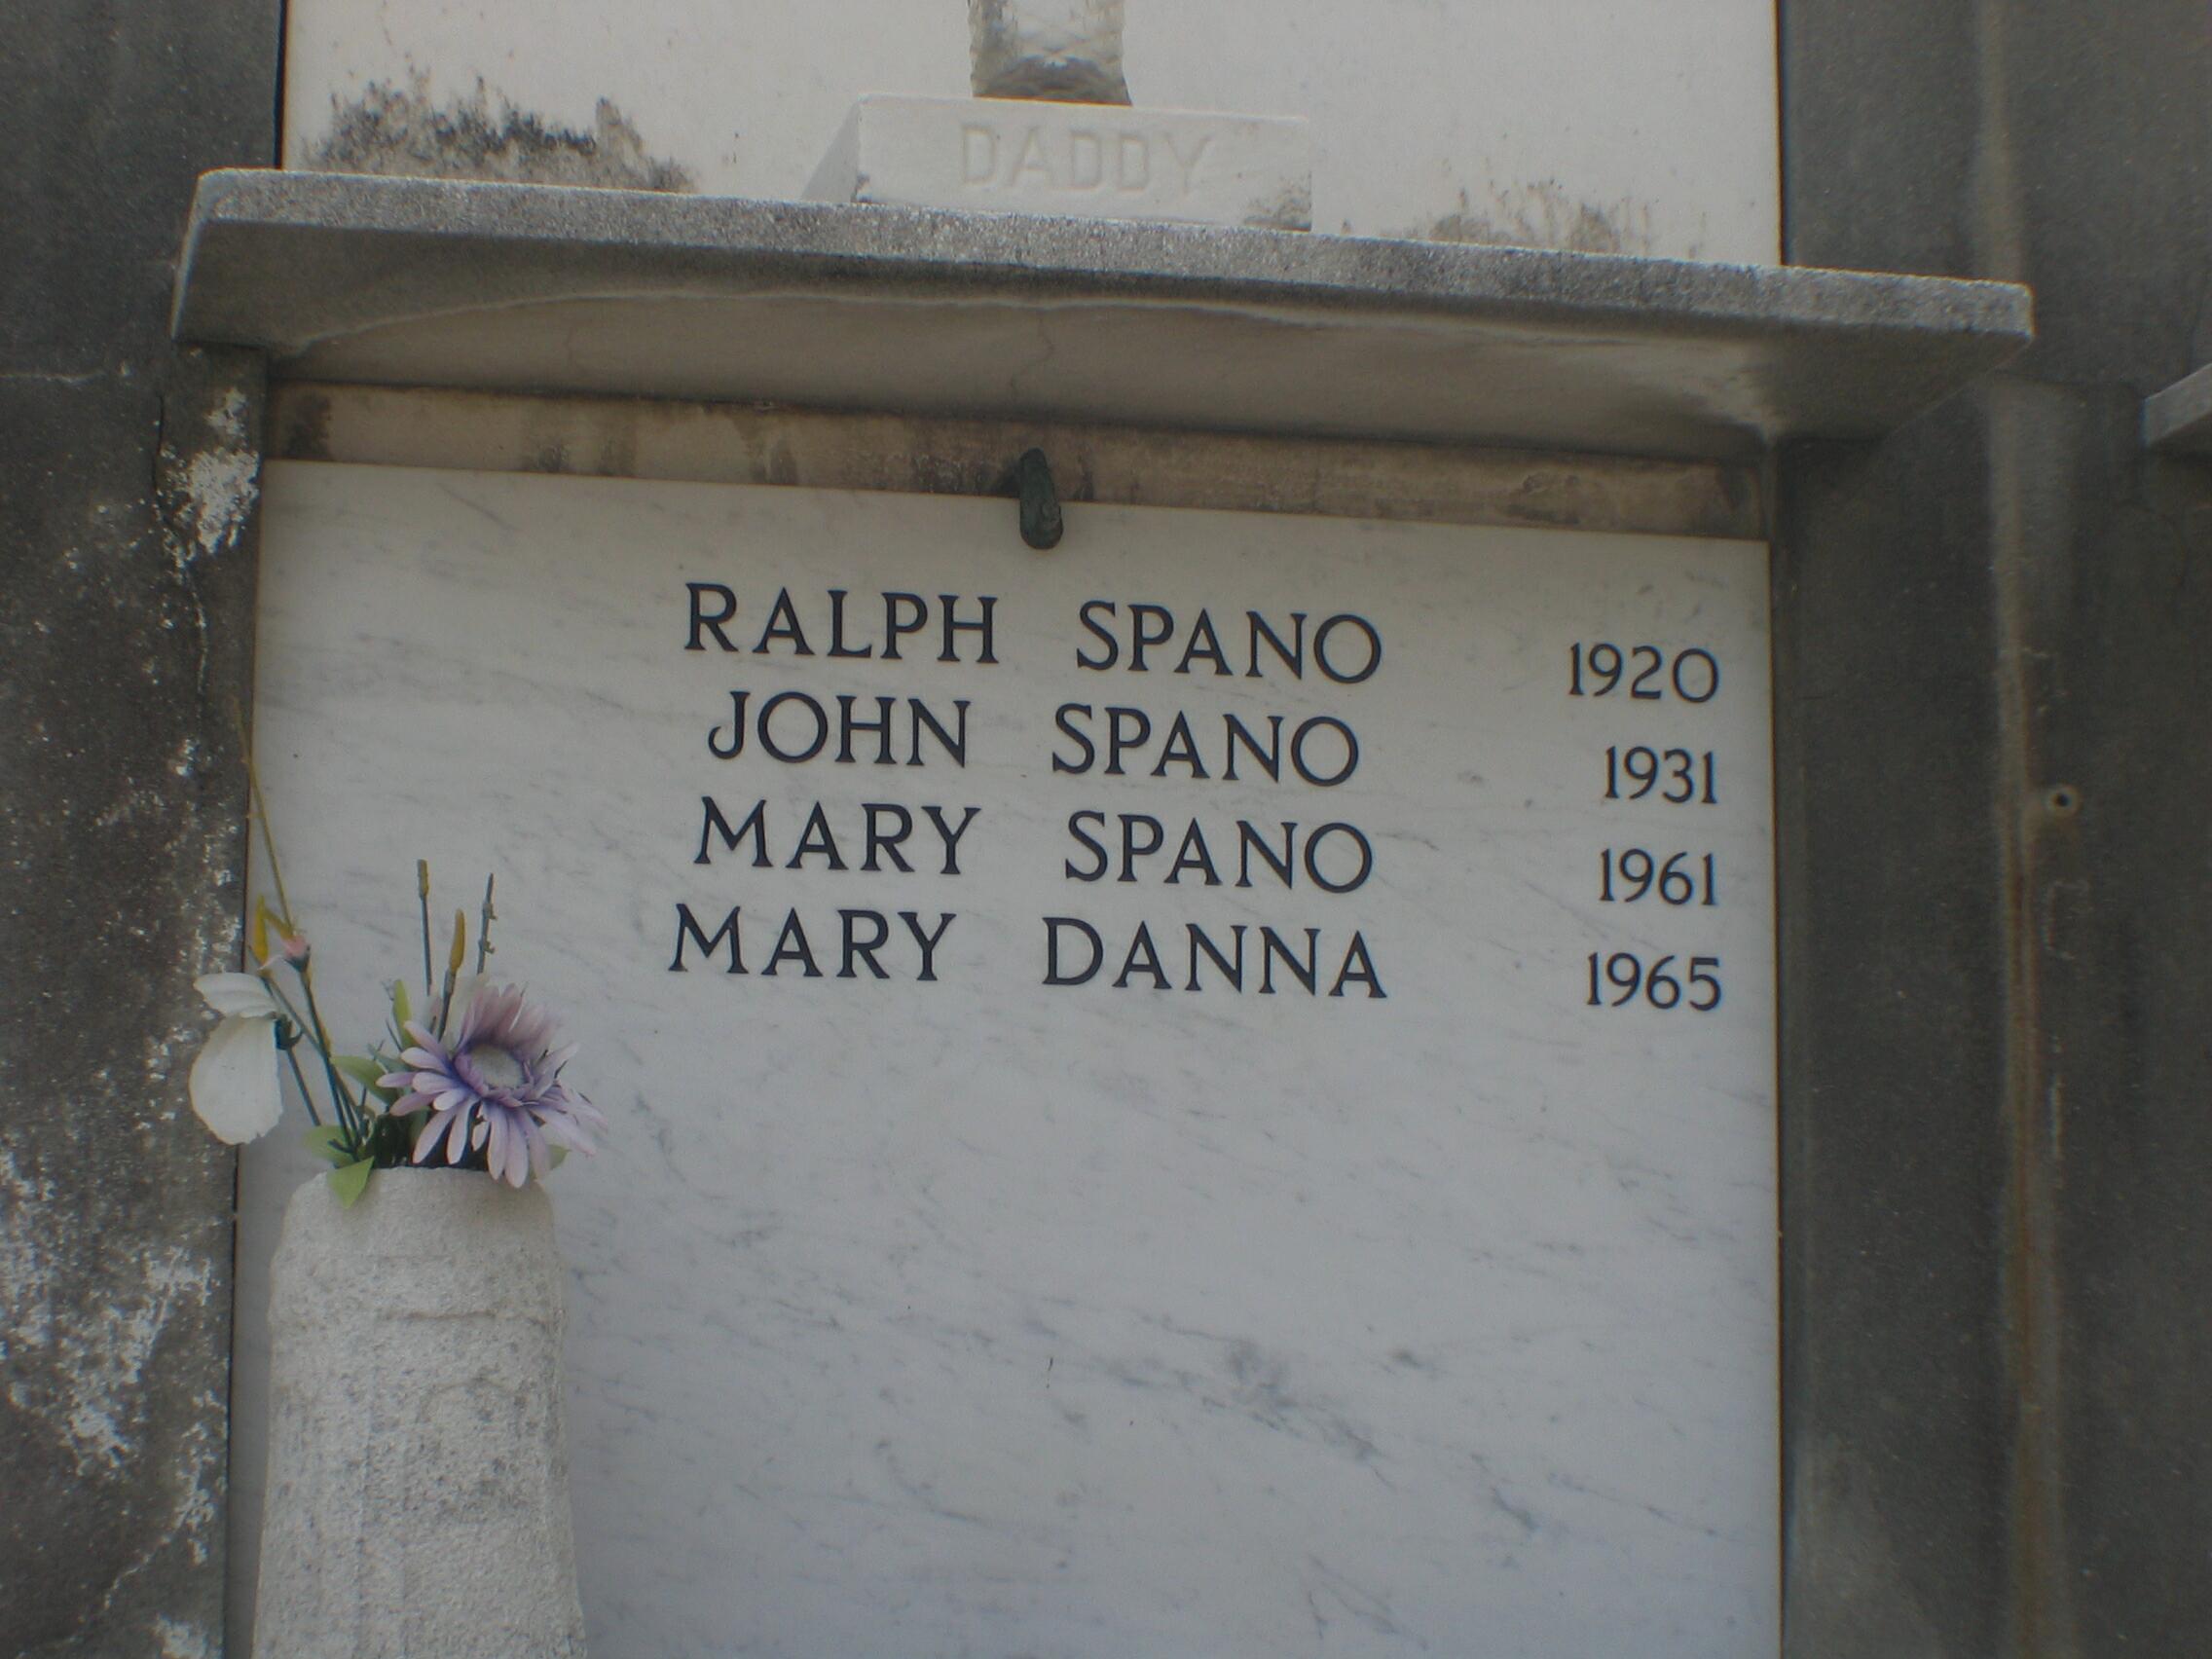 DADDY
RALPH SPANO 1920
JOHN SPANO 1931
MARY SPANO 1961
MARY DANNA 1965